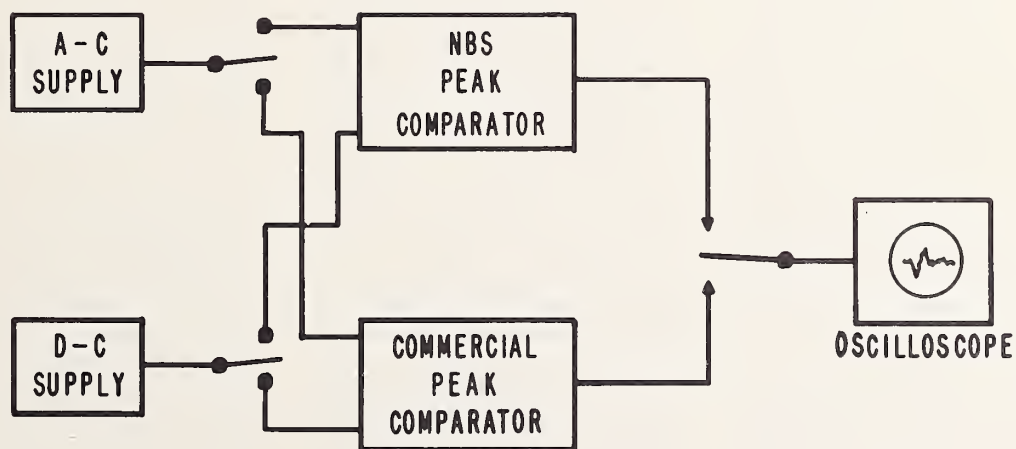 A-C
SUPPLY
NBS
PEAK
COMPARATOR
D-C
SUPPLY
COMMERCIAL
PEAK
COMPARATOR
OSCILLOSCOPE